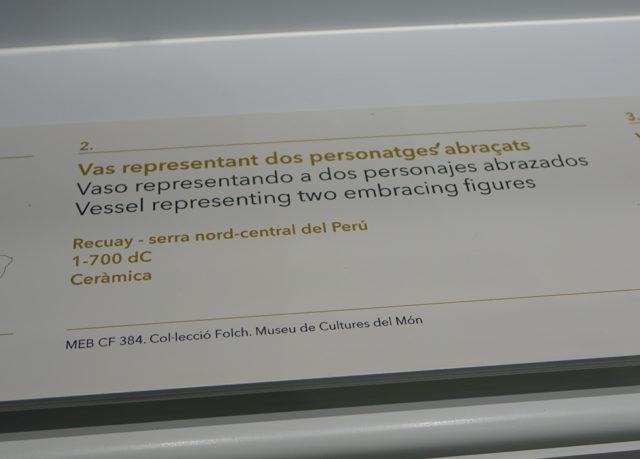 2.
Vas representant dos personatges abraçats
Vaso representando a dos personajes abrazados
Vessel representing two embracing figures
Recuay - serra nord-central del Perú
1-700 dC
Ceràmica
MEB CF 384. Col·lecció Folch. Museu de Cultures del Món
3.